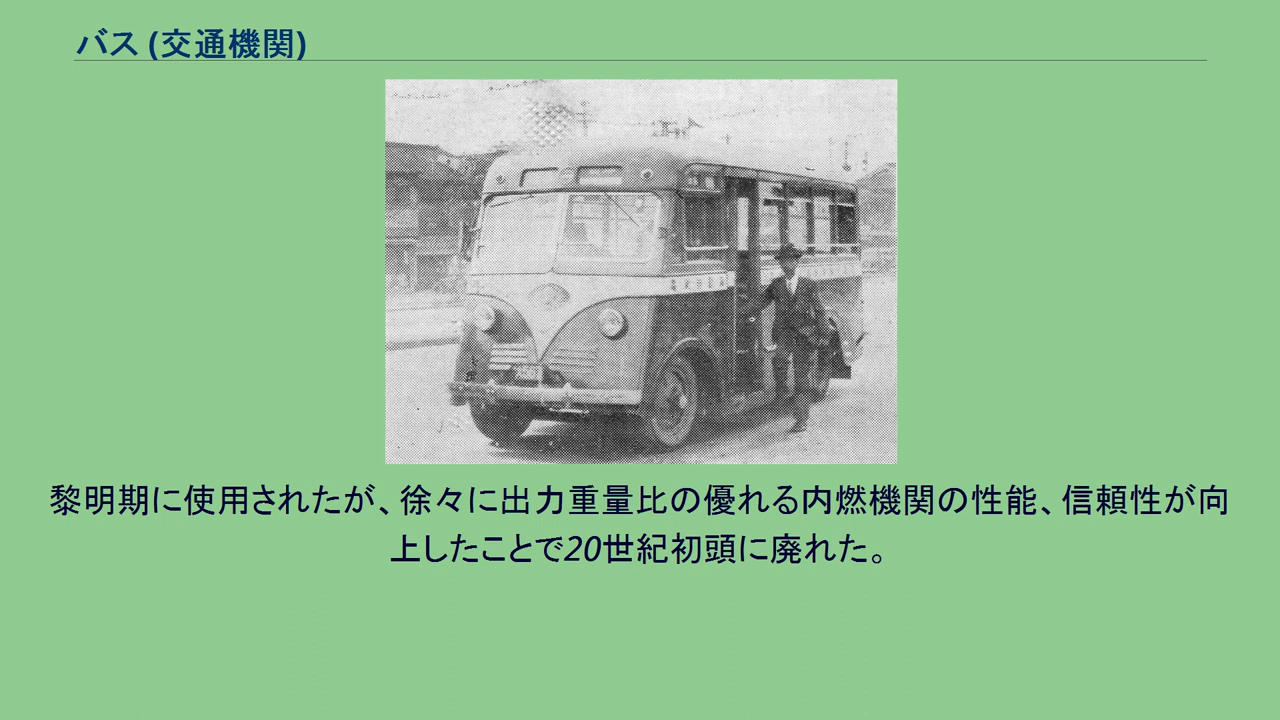 バス (交通機関)
黎明期に使用されたが、徐々に出力重量比の優れる内燃機関の性能、信頼性が向
上したことで20世紀初頭に廃れた。